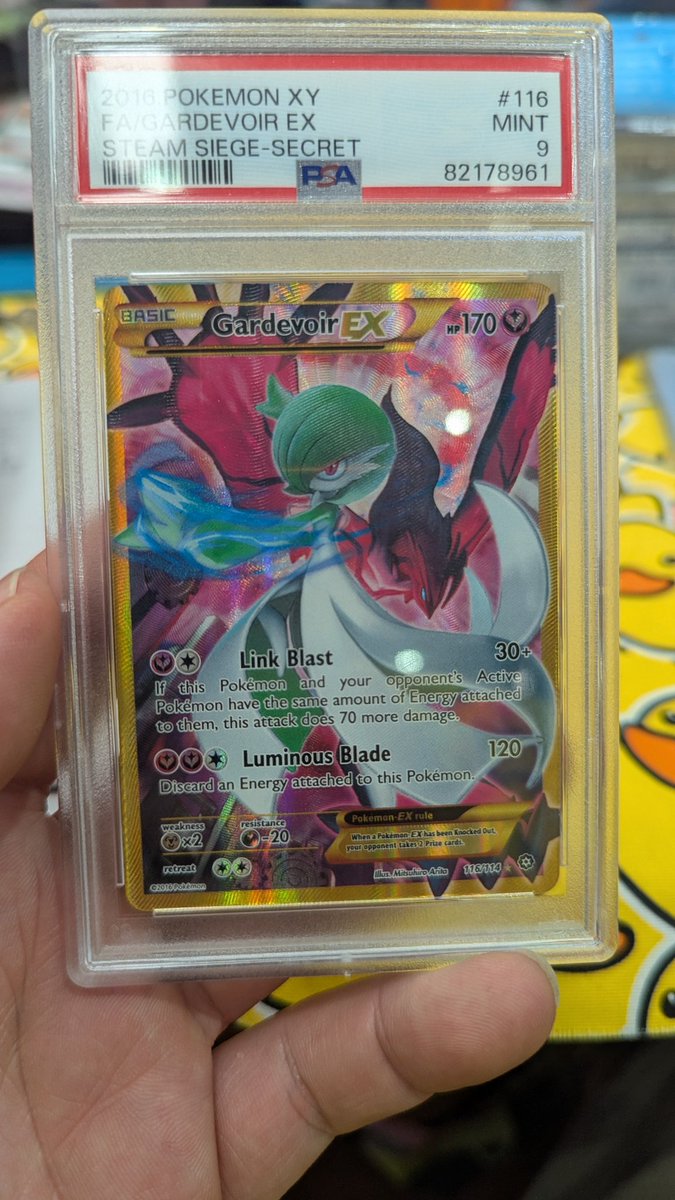 2016 POKEMON XY #116
FA/GARDEVOIR EX MINT
STEAM SIEGE-SECRET 9
PSA 82178961
BASIC Gardevoir EX HP170
Link Blast 30+
If this Pokémon and your opponent's Active
Pokémon have the same amount of Energy attached
to them, this attack does 70 more damage.
Luminous Blade 120
Discard an Energy attached to this Pokémon.
weakness resistance
×2 -20
retreat
Pokémon-EX rule
When a Pokémon-EX has been Knocked Out,
your opponent takes 2 Prize cards.
©2016 Pokémon Illus. Mitsuhiro Arita 116/114